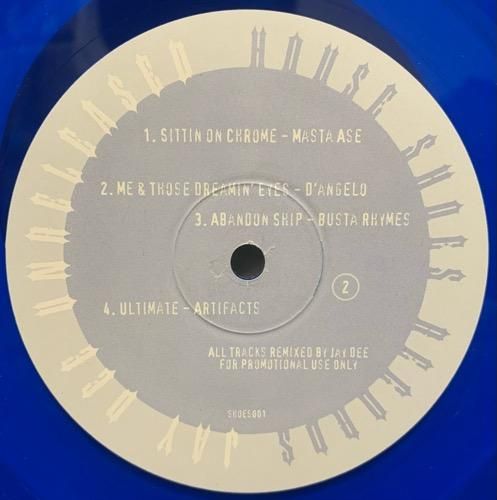 JAY DEE UNRELEASED HOUSE SHOES RECORDS
1. SITTIN ON CHROME - MASTA ASE
2. ME & THOSE DREAMIN' EYES - D'ANGELO
3. ABANDON SHIP - BUSTA RHYMES
2
4. ULTIMATE - ARTIFACTS
ALL TRACKS REMIXED BY JAY DEE
FOR PROMOTIONAL USE ONLY
SHOES001